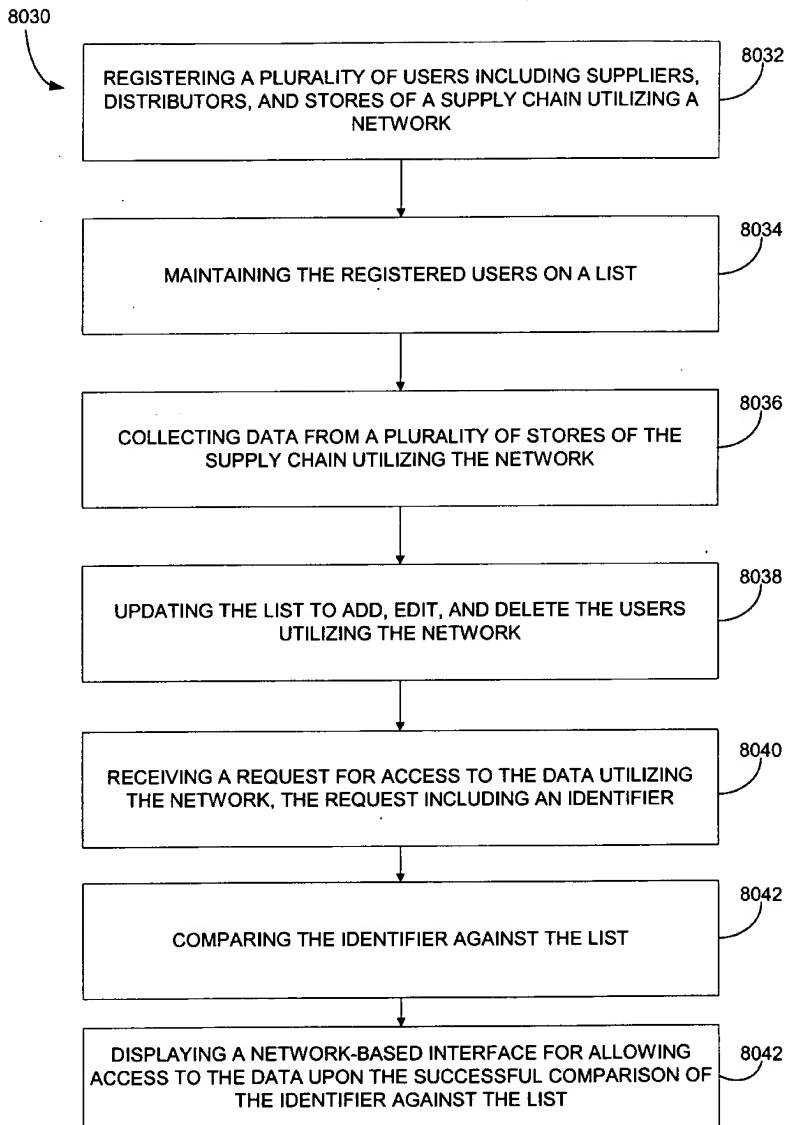 8030
REGISTERING A PLURALITY OF USERS INCLUDING SUPPLIERS,
DISTRIBUTORS, AND STORES OF A SUPPLY CHAIN UTILIZING A
NETWORK
8032
MAINTAINING THE REGISTERED USERS ON A LIST
8034
COLLECTING DATA FROM A PLURALITY OF STORES OF THE
SUPPLY CHAIN UTILIZING THE NETWORK
8036
UPDATING THE LIST TO ADD, EDIT, AND DELETE THE USERS
UTILIZING THE NETWORK
8038
RECEIVING A REQUEST FOR ACCESS TO THE DATA UTILIZING
THE NETWORK, THE REQUEST INCLUDING AN IDENTIFIER
8040
COMPARING THE IDENTIFIER AGAINST THE LIST
8042
DISPLAYING A NETWORK-BASED INTERFACE FOR ALLOWING
ACCESS TO THE DATA UPON THE SUCCESSFUL COMPARISON OF
THE IDENTIFIER AGAINST THE LIST
8042